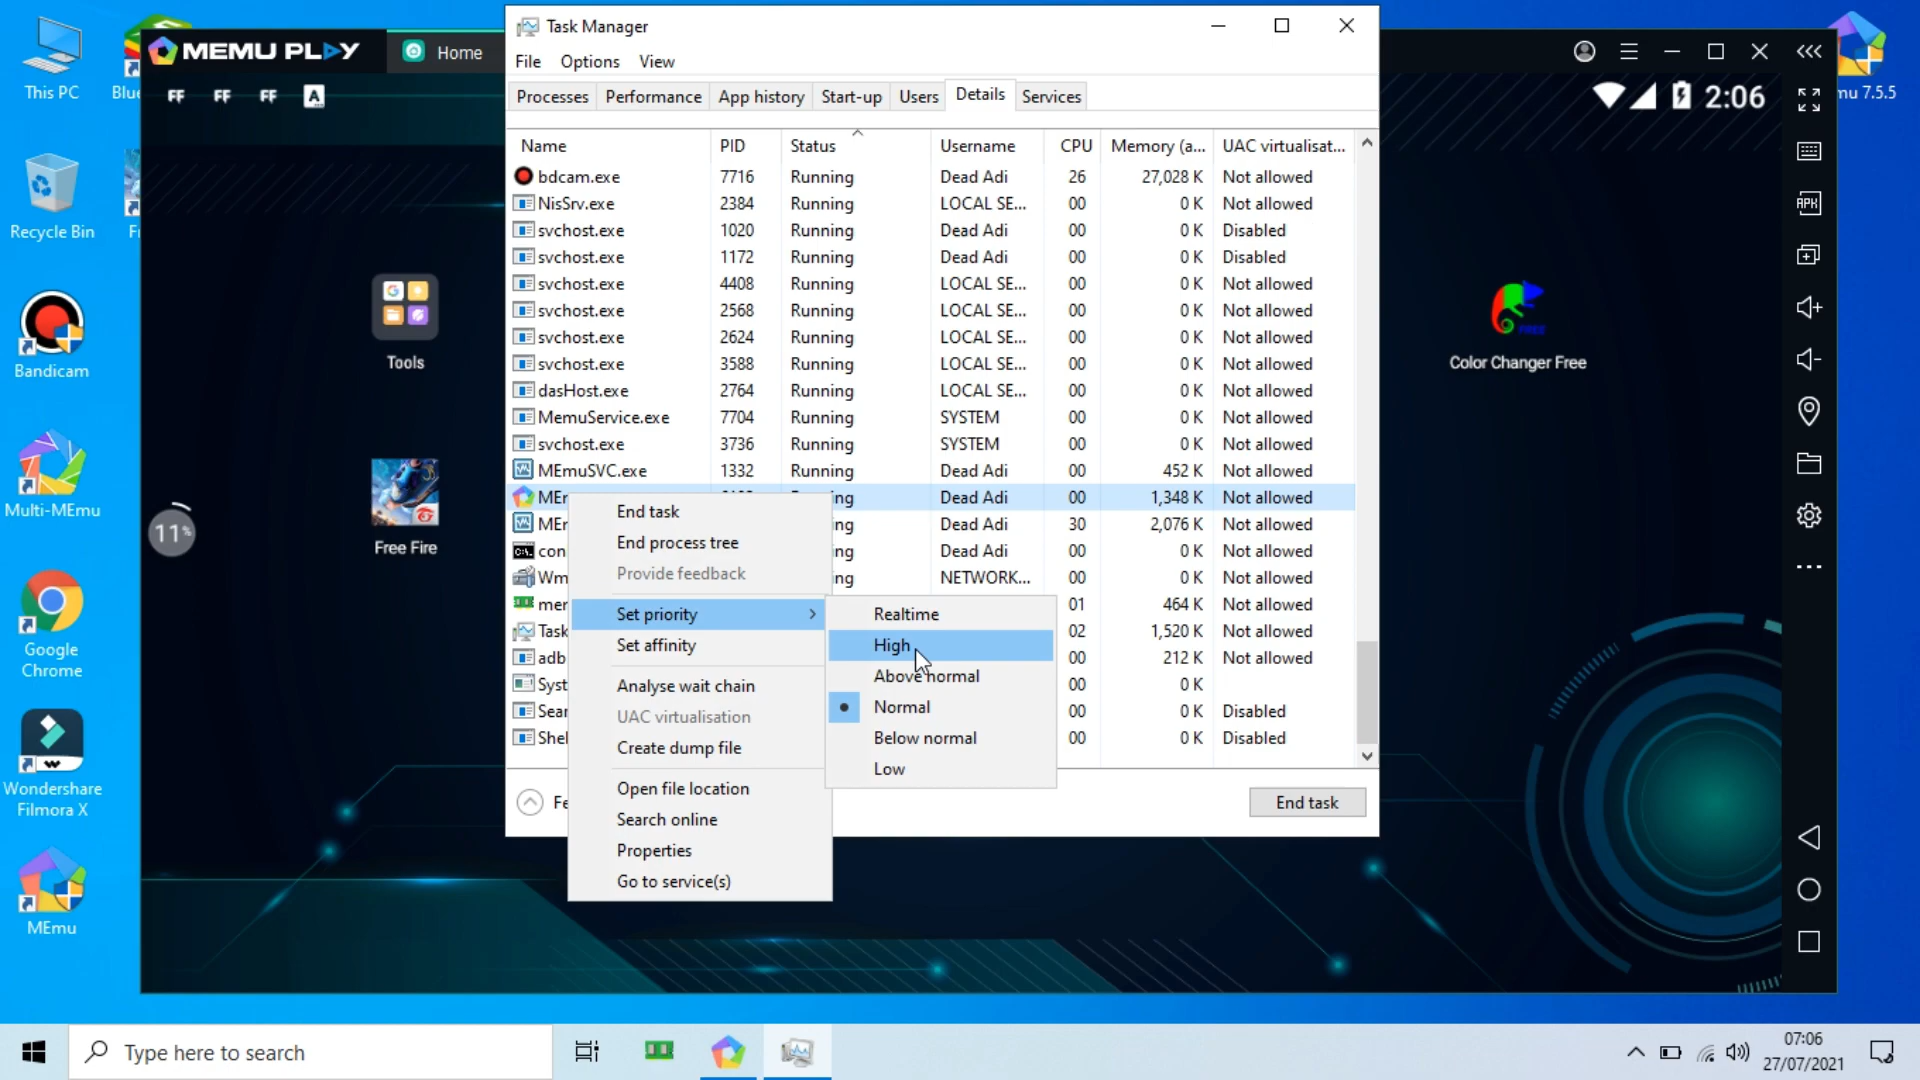 This PC
Recycle Bin
Bandicam
Multi-MEmu
Google
Chrome
Wondershare
Filmora X
MEmu
MEMU PLAY
Home
FF
FF
FF
A
2:06
7.5.5
APK
Tools
Free Fire
Color Changer Free
11%
Task Manager
File Options View
Processes Performance App history Start-up Users Details Services
Name PID Status Username CPU Memory (a... UAC virtualisat...
bdcam.exe 7716 Running Dead Adi 26 27,028 K Not allowed
NisSrv.exe 2384 Running LOCAL SE... 00 0 K Not allowed
svchost.exe 1020 Running Dead Adi 00 0 K Disabled
svchost.exe 1172 Running Dead Adi 00 0 K Disabled
svchost.exe 4408 Running LOCAL SE... 00 0 K Not allowed
svchost.exe 2568 Running LOCAL SE... 00 0 K Not allowed
svchost.exe 2624 Running LOCAL SE... 00 0 K Not allowed
svchost.exe 3588 Running LOCAL SE... 00 0 K Not allowed
dasHost.exe 2764 Running LOCAL SE... 00 0 K Not allowed
MemuService.exe 7704 Running SYSTEM 00 0 K Not allowed
svchost.exe 3736 Running SYSTEM 00 0 K Not allowed
MEmuSVC.exe 1332 Running Dead Adi 00 452 K Not allowed
Dead Adi 00 1,348 K Not allowed
Dead Adi 30 2,076 K Not allowed
Dead Adi 00 0 K Not allowed
NETWORK... 00 0 K Not allowed
01 464 K Not allowed
Task 02 1,520 K Not allowed
adb 00 212 K Not allowed
Syst 00 0 K
Sear 00 0 K Disabled
Shel 00 0 K Disabled
End task
End task
End process tree
Provide feedback
Set priority
Set affinity
Analyse wait chain
UAC virtualisation
Create dump file
Open file location
Search online
Properties
Go to service(s)
Realtime
High
Above normal
Normal
Below normal
Low
Type here to search
07:06
27/07/2021